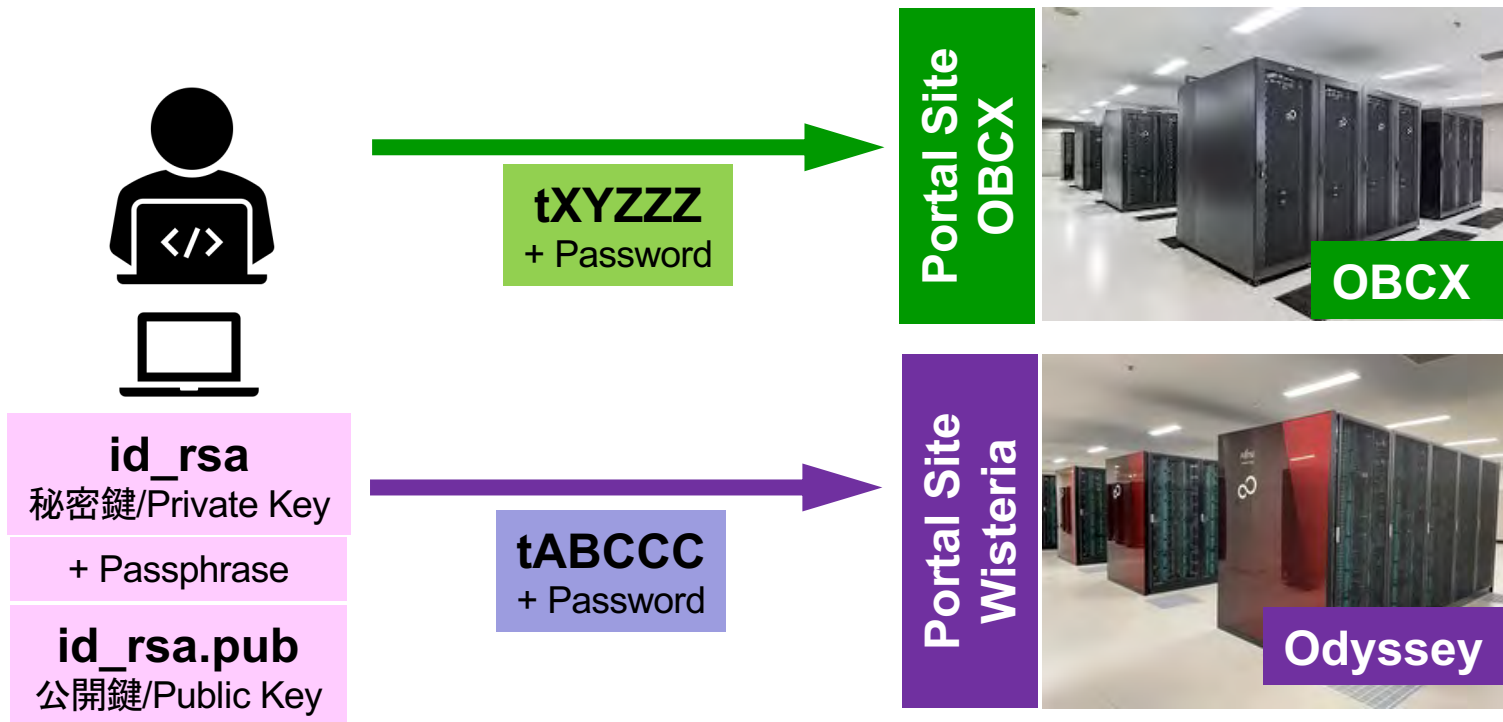 Portal Site
OBCX
tXYZZZ
+ Password
OBCX
</>
id_rsa
秘密鍵/Private Key
+ Passphrase
id_rsa.pub
公開鍵/Public Key
tABCCC
+ Password
Portal Site
Wisteria
Odyssey